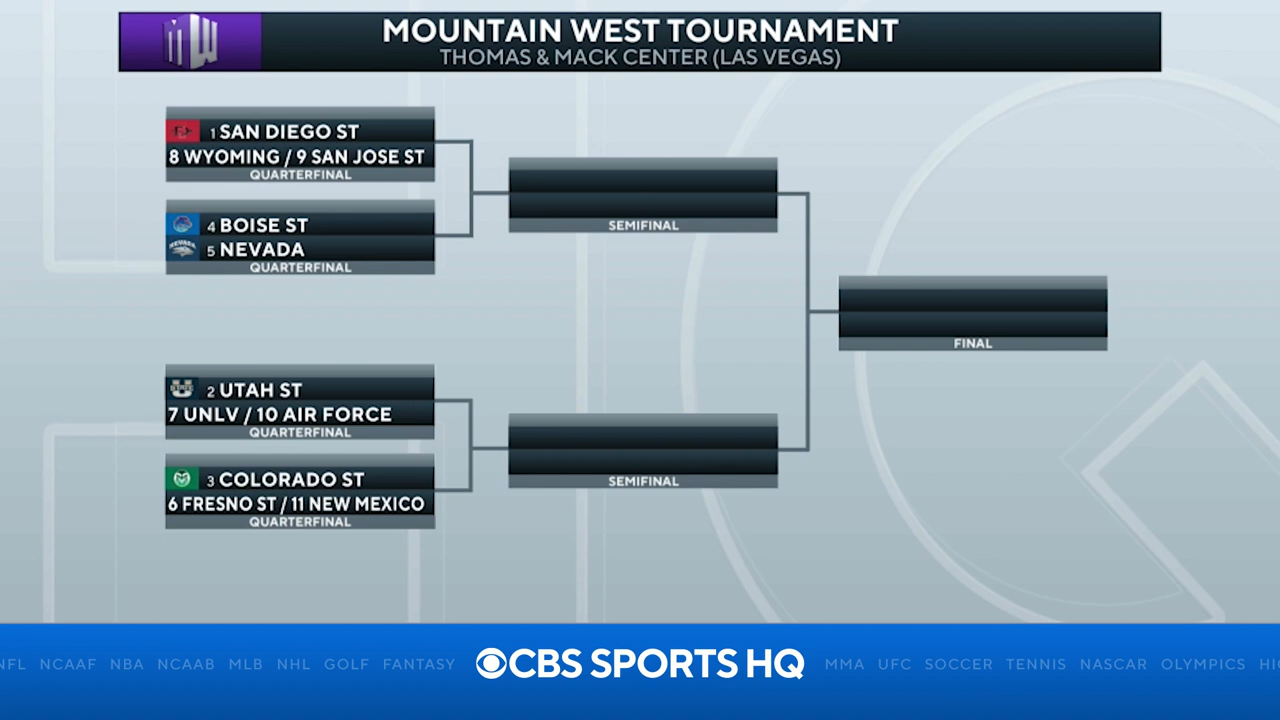 MW
MOUNTAIN WEST TOURNAMENT
THOMAS & MACK CENTER (LAS VEGAS)
1 SAN DIEGO ST
8 WYOMING / 9 SAN JOSE ST
QUARTERFINAL
4 BOISE ST
NEVADA 5 NEVADA
QUARTERFINAL
SEMIFINAL
FINAL
2 UTAH ST
7 UNLV / 10 AIR FORCE
QUARTERFINAL
3 COLORADO ST
6 FRESNO ST / 11 NEW MEXICO
QUARTERFINAL
SEMIFINAL
NFL NCAAF NBA NCAAB MLB NHL GOLF FANTASY CBS SPORTS HQ MMA UFC SOCCER TENNIS NASCAR OLYMPICS HI